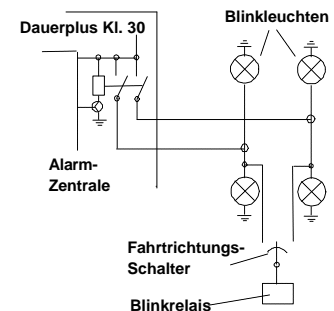 Blinkleuchten
Dauerplus Kl. 30
Alarm-
Zentrale
Fahrtrichtungs-
Schalter
Blinkrelais